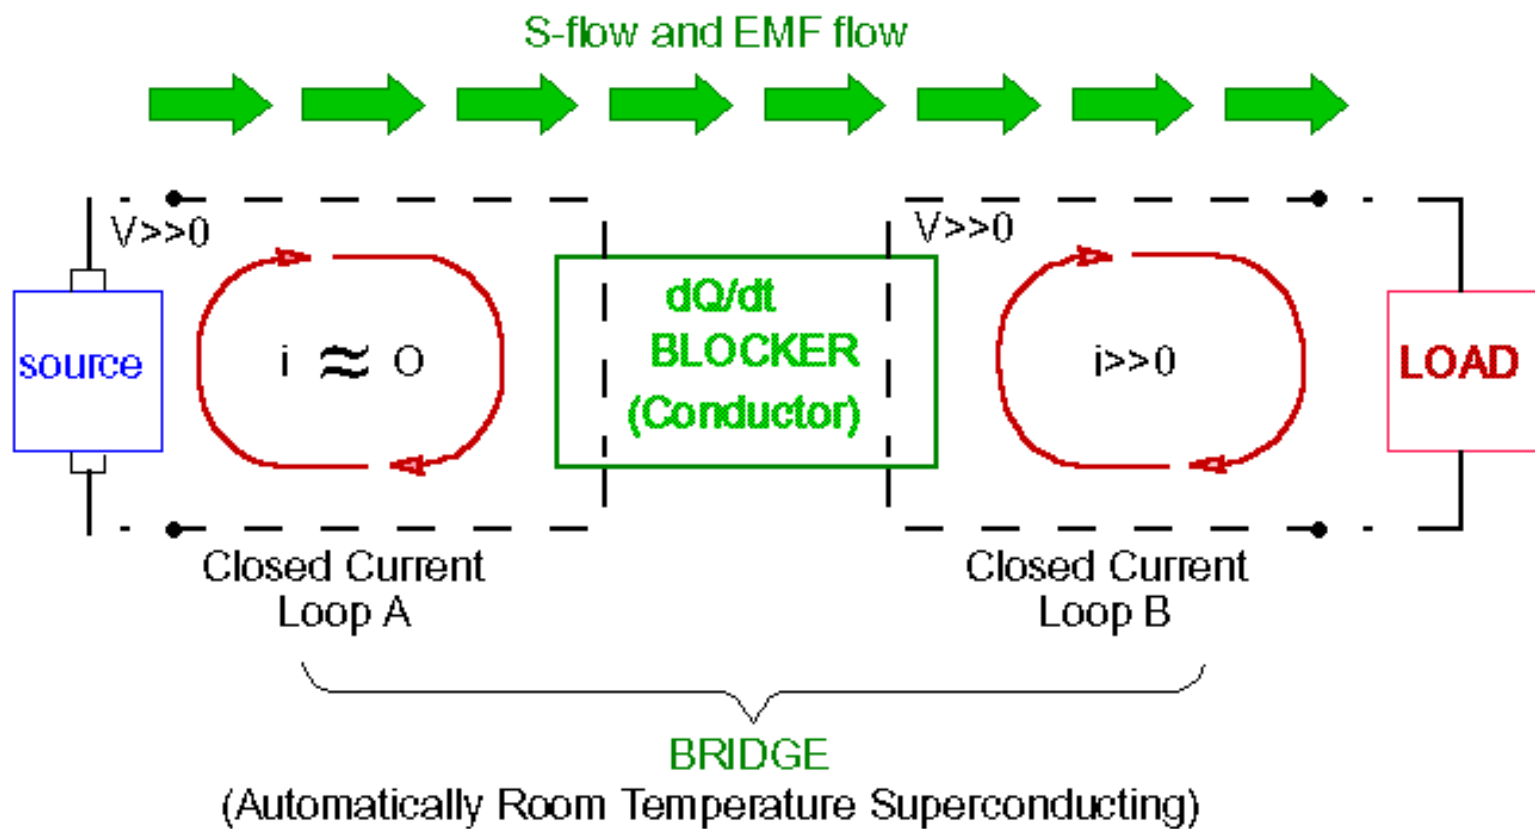 S-flow and EMF flow
V>>0
V>>0
source
i ≈ O
dQ/dt
BLOCKER
(Conductor)
i>>0
LOAD
Closed Current
Loop A
Closed Current
Loop B
BRIDGE
(Automatically Room Temperature Superconducting)